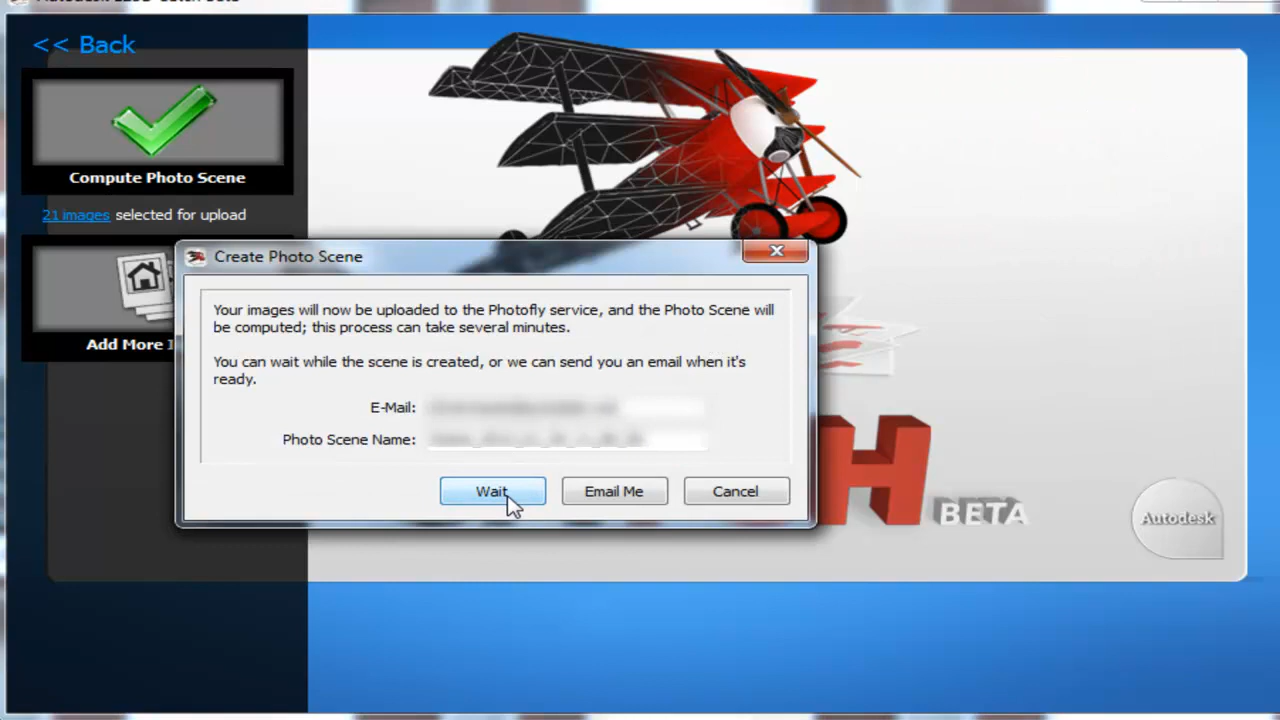 << Back
Compute Photo Scene
21 images selected for upload
Create Photo Scene
Your images will now be uploaded to the Photofly service, and the Photo Scene will
be computed; this process can take several minutes.
You can wait while the scene is created, or we can send you an email when it's
ready.
E-Mail:
Photo Scene Name:
Add More
Wait
Email Me
Cancel
H BETA
Autodesk